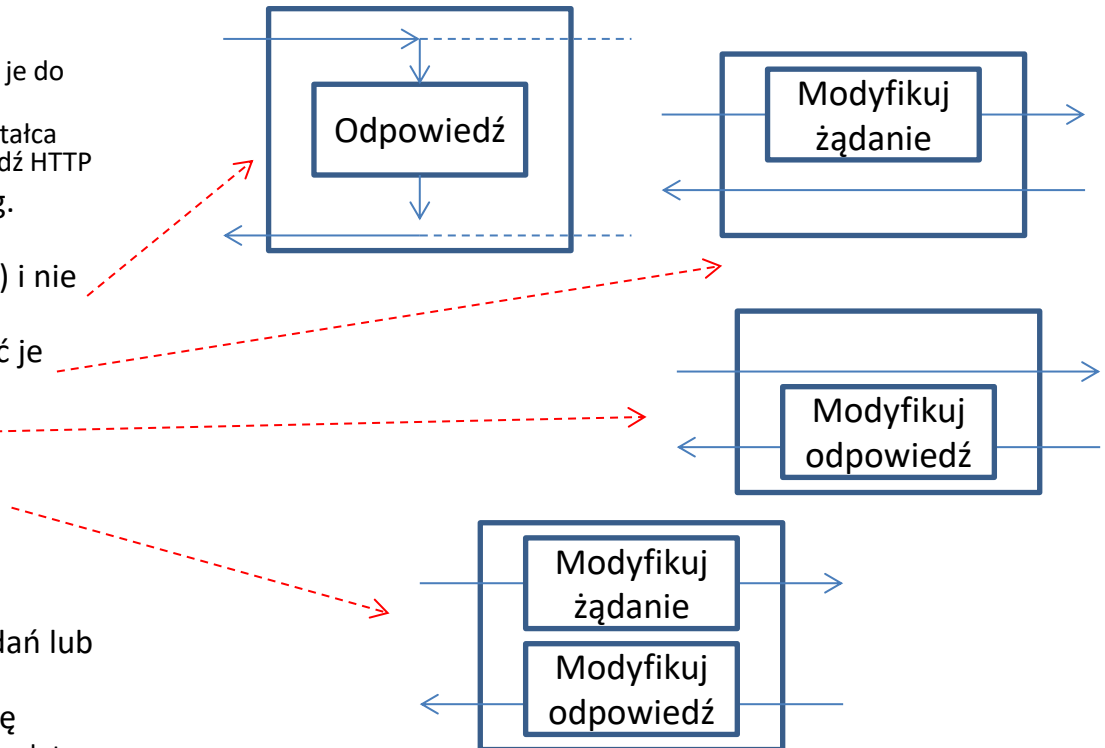 je do
tałca
dź HTTP
g.
) i nie
ć je
dań lub
ę
Odpowiedź
Modyfikuj
żądanie
Modyfikuj
odpowiedź
Modyfikuj
żądanie
Modyfikuj
odpowiedź